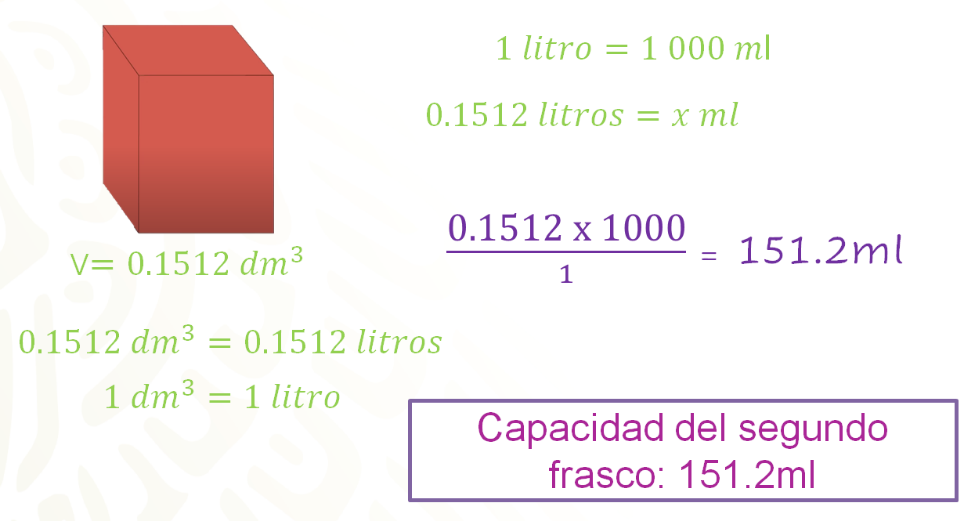 1 litro = 1 000 ml
0.1512 litros = x ml
0.1512 x 1000
1
= 151.2ml
V= 0.1512 dm³
0.1512 dm³ = 0.1512 litros
1 dm³ = 1 litro
Capacidad del segundo
frasco: 151.2ml